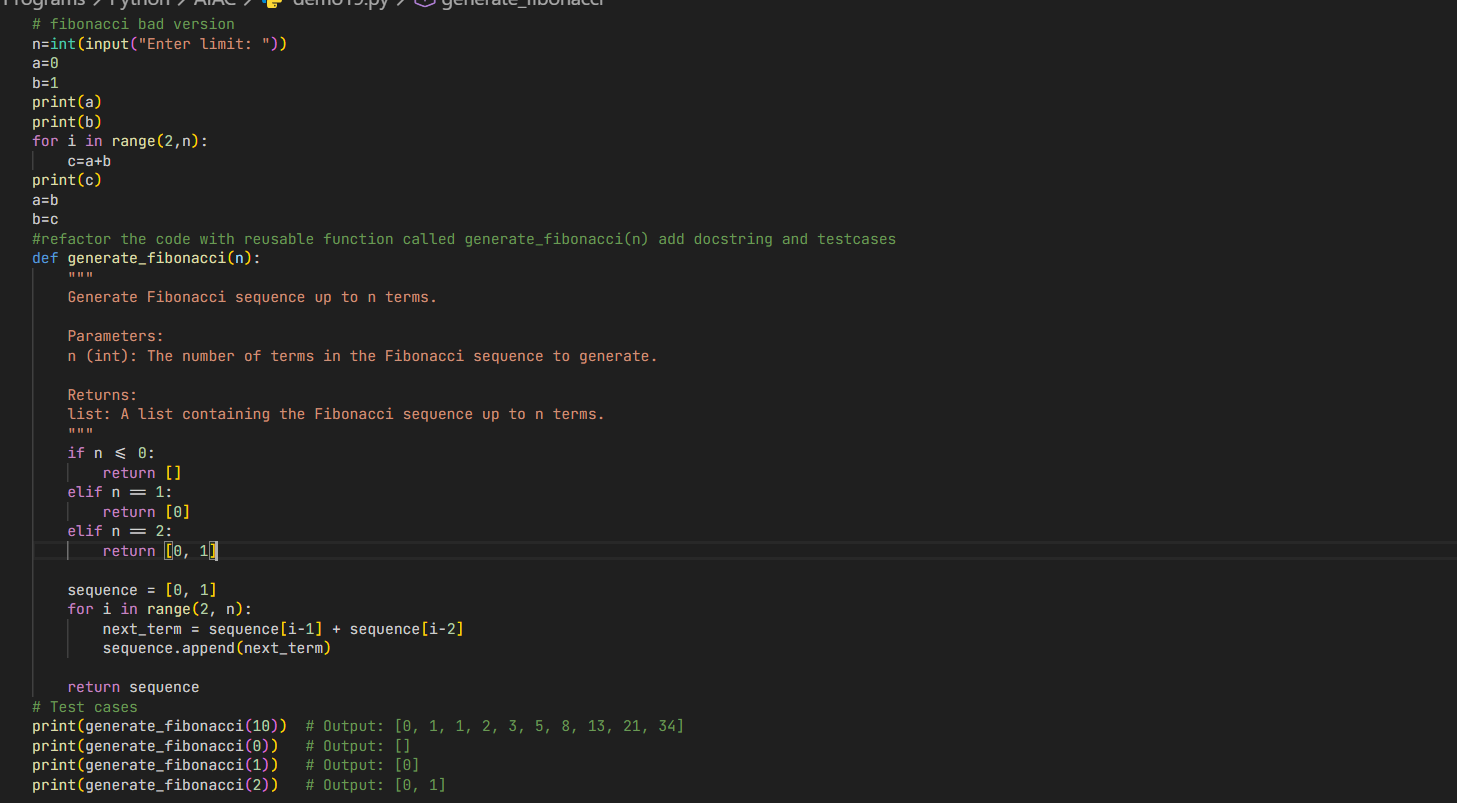 Programs > Python > AIAC > demo19.py > generate_fibonacci
# fibonacci bad version
n=int(input("Enter limit: "))
a=0
b=1
print(a)
print(b)
for i in range(2,n):
    c=a+b
print(c)
a=b
b=c
#refactor the code with reusable function called generate_fibonacci(n) add docstring and testcases
def generate_fibonacci(n):
    """
    Generate Fibonacci sequence up to n terms.

    Parameters:
    n (int): The number of terms in the Fibonacci sequence to generate.

    Returns:
    list: A list containing the Fibonacci sequence up to n terms.
    """
    if n <= 0:
        return []
    elif n == 1:
        return [0]
    elif n == 2:
        return [0, 1]

    sequence = [0, 1]
    for i in range(2, n):
        next_term = sequence[i-1] + sequence[i-2]
        sequence.append(next_term)

    return sequence
# Test cases
print(generate_fibonacci(10))  # Output: [0, 1, 1, 2, 3, 5, 8, 13, 21, 34]
print(generate_fibonacci(0))   # Output: []
print(generate_fibonacci(1))   # Output: [0]
print(generate_fibonacci(2))   # Output: [0, 1]